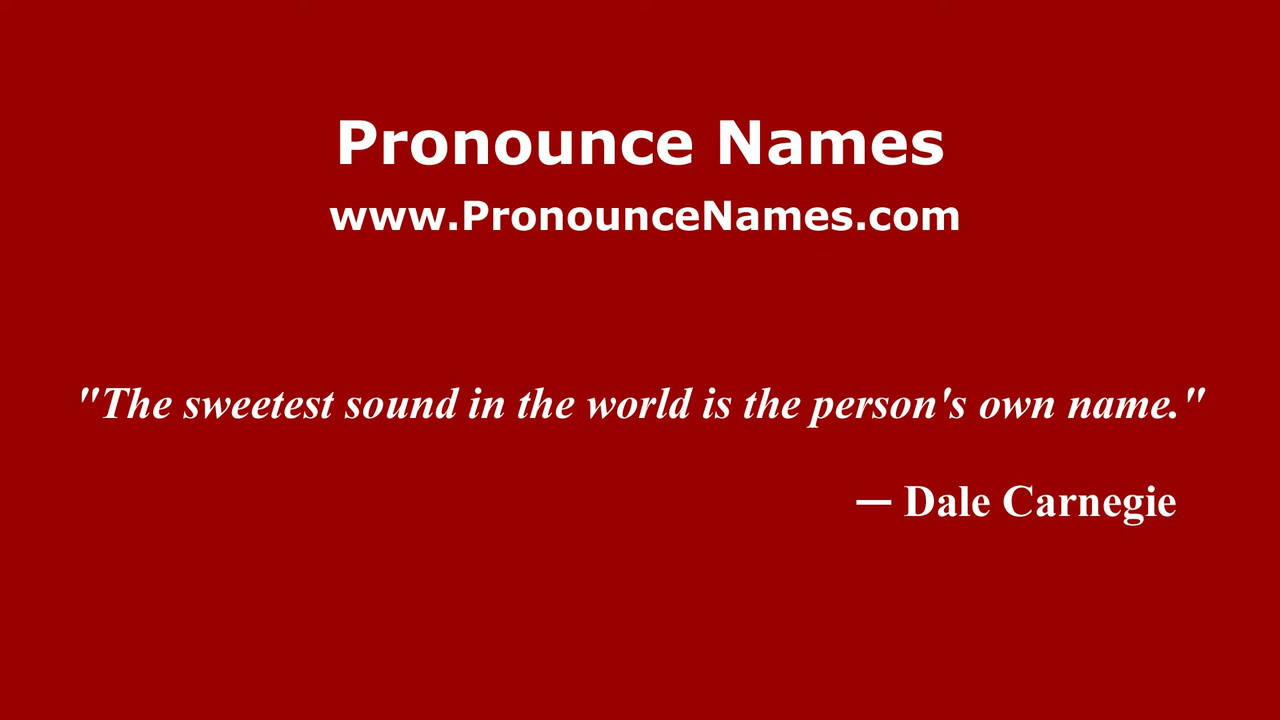 Pronounce Names
www.PronounceNames.com
"The sweetest sound in the world is the person's own name."
— Dale Carnegie